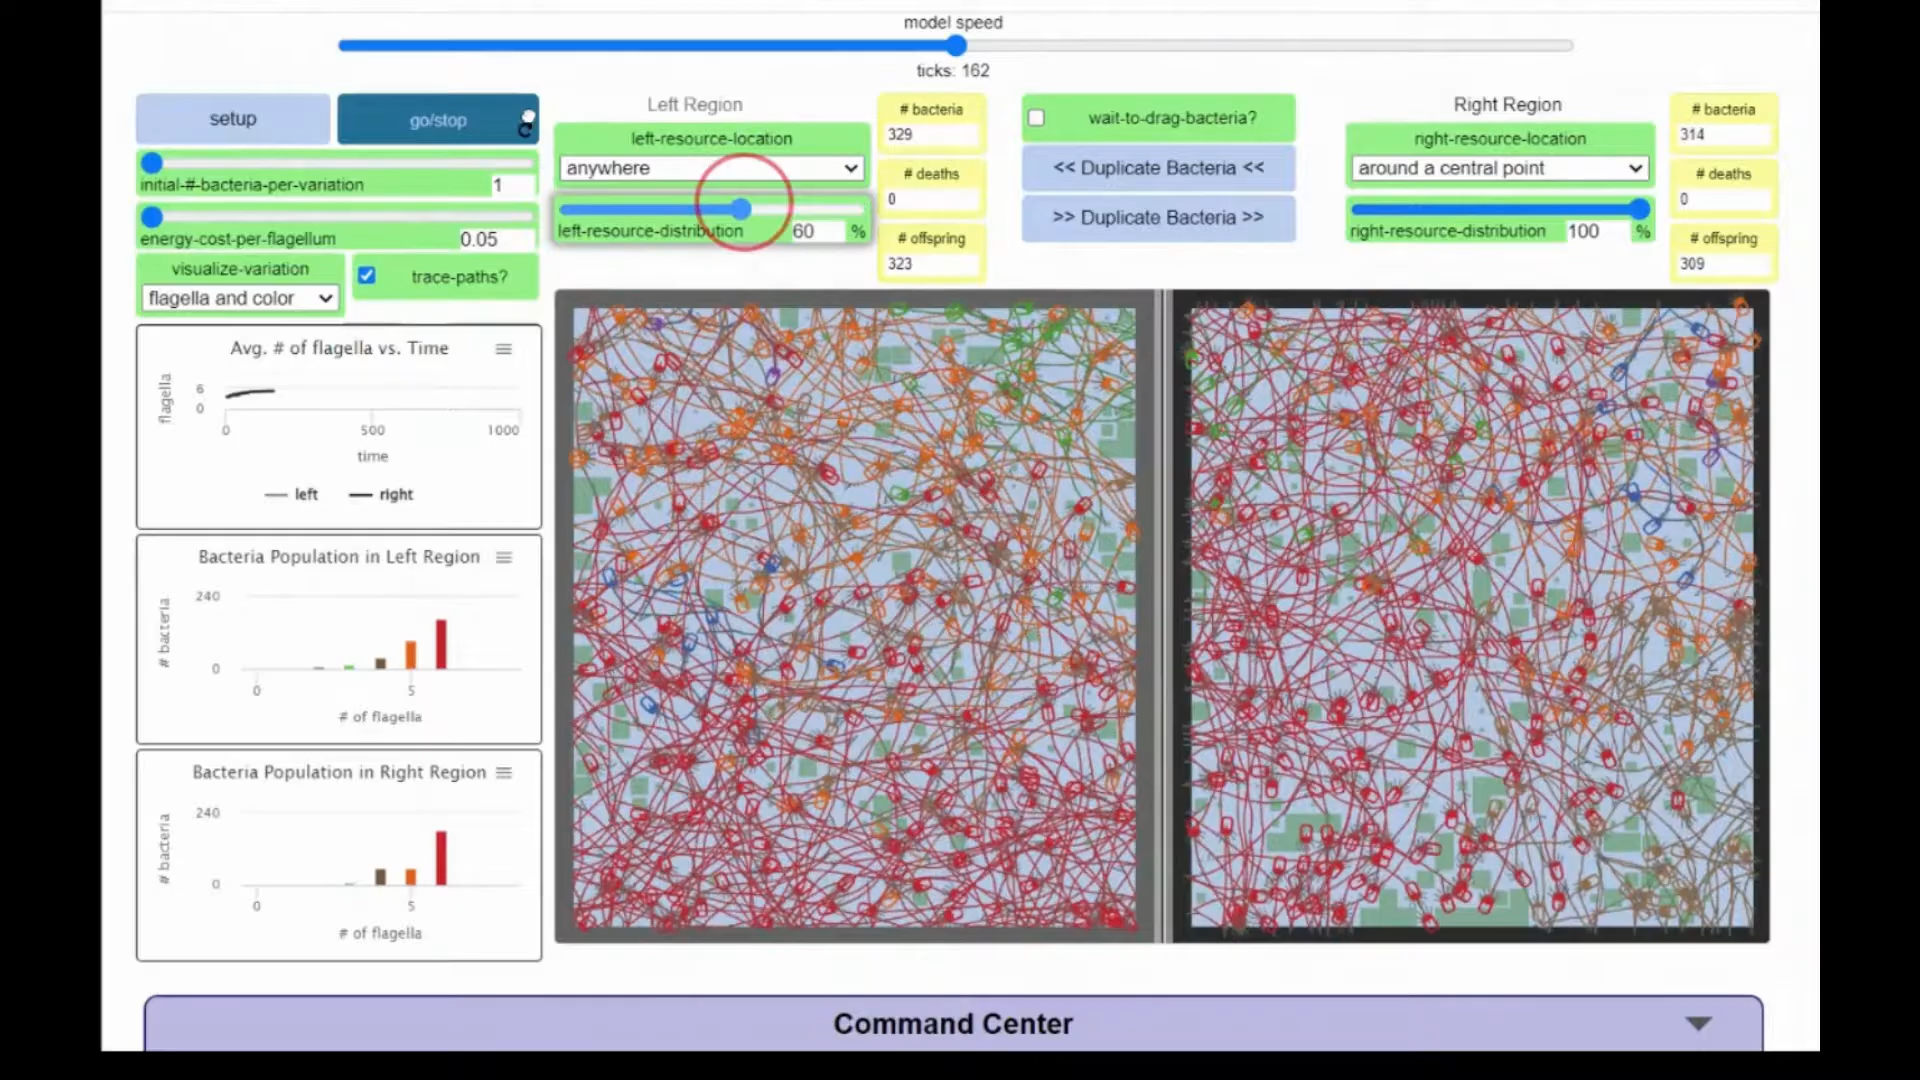 model speed
ticks: 162
setup
go/stop
initial-#-bacteria-per-variation
1
energy-cost-per-flagellum
0.05
visualize-variation
flagella and color
trace-paths?
Left Region
left-resource-location
anywhere
left-resource-distribution
60
%
# bacteria
329
# deaths
0
# offspring
323
wait-to-drag-bacteria?
<< Duplicate Bacteria <<
>> Duplicate Bacteria >>
Right Region
right-resource-location
around a central point
right-resource-distribution
100
%
# bacteria
314
# deaths
0
# offspring
309
Avg. # of flagella vs. Time
flagella
6
0
0
500
1000
time
left
right
Bacteria Population in Left Region
# bacteria
240
0
0
5
# of flagella
Bacteria Population in Right Region
# bacteria
240
0
0
5
# of flagella
Command Center